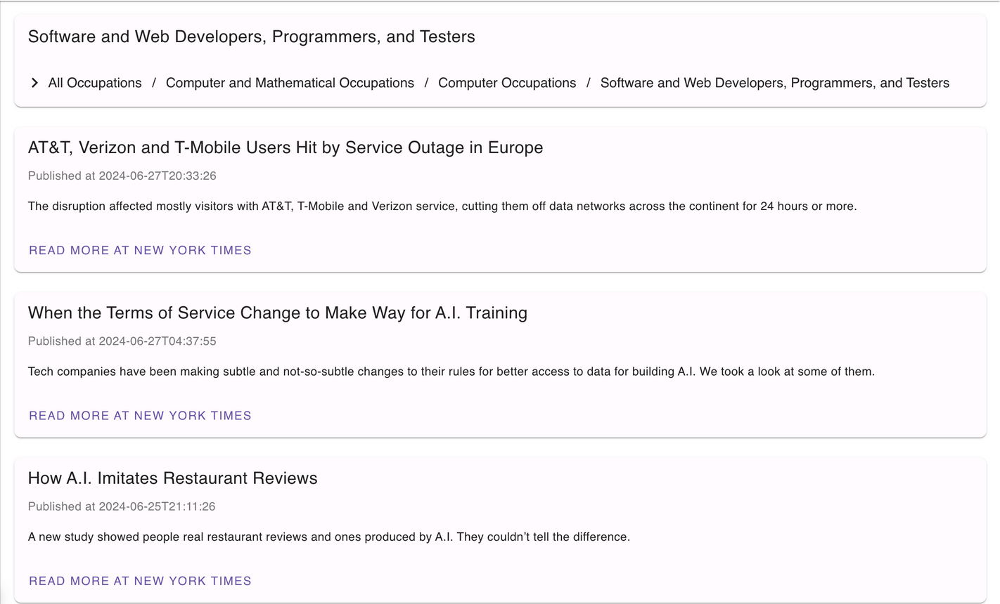 Software and Web Developers, Programmers, and Testers
All Occupations / Computer and Mathematical Occupations / Computer Occupations / Software and Web Developers, Programmers, and Testers
AT&T, Verizon and T-Mobile Users Hit by Service Outage in Europe
Published at 2024-06-27T20:33:26
The disruption affected mostly visitors with AT&T, T-Mobile and Verizon service, cutting them off data networks across the continent for 24 hours or more.
READ MORE AT NEW YORK TIMES
When the Terms of Service Change to Make Way for A.I. Training
Published at 2024-06-27T04:37:55
Tech companies have been making subtle and not-so-subtle changes to their rules for better access to data for building A.I. We took a look at some of them.
READ MORE AT NEW YORK TIMES
How A.I. Imitates Restaurant Reviews
Published at 2024-06-25T21:11:26
A new study showed people real restaurant reviews and ones produced by A.I. They couldn’t tell the difference.
READ MORE AT NEW YORK TIMES